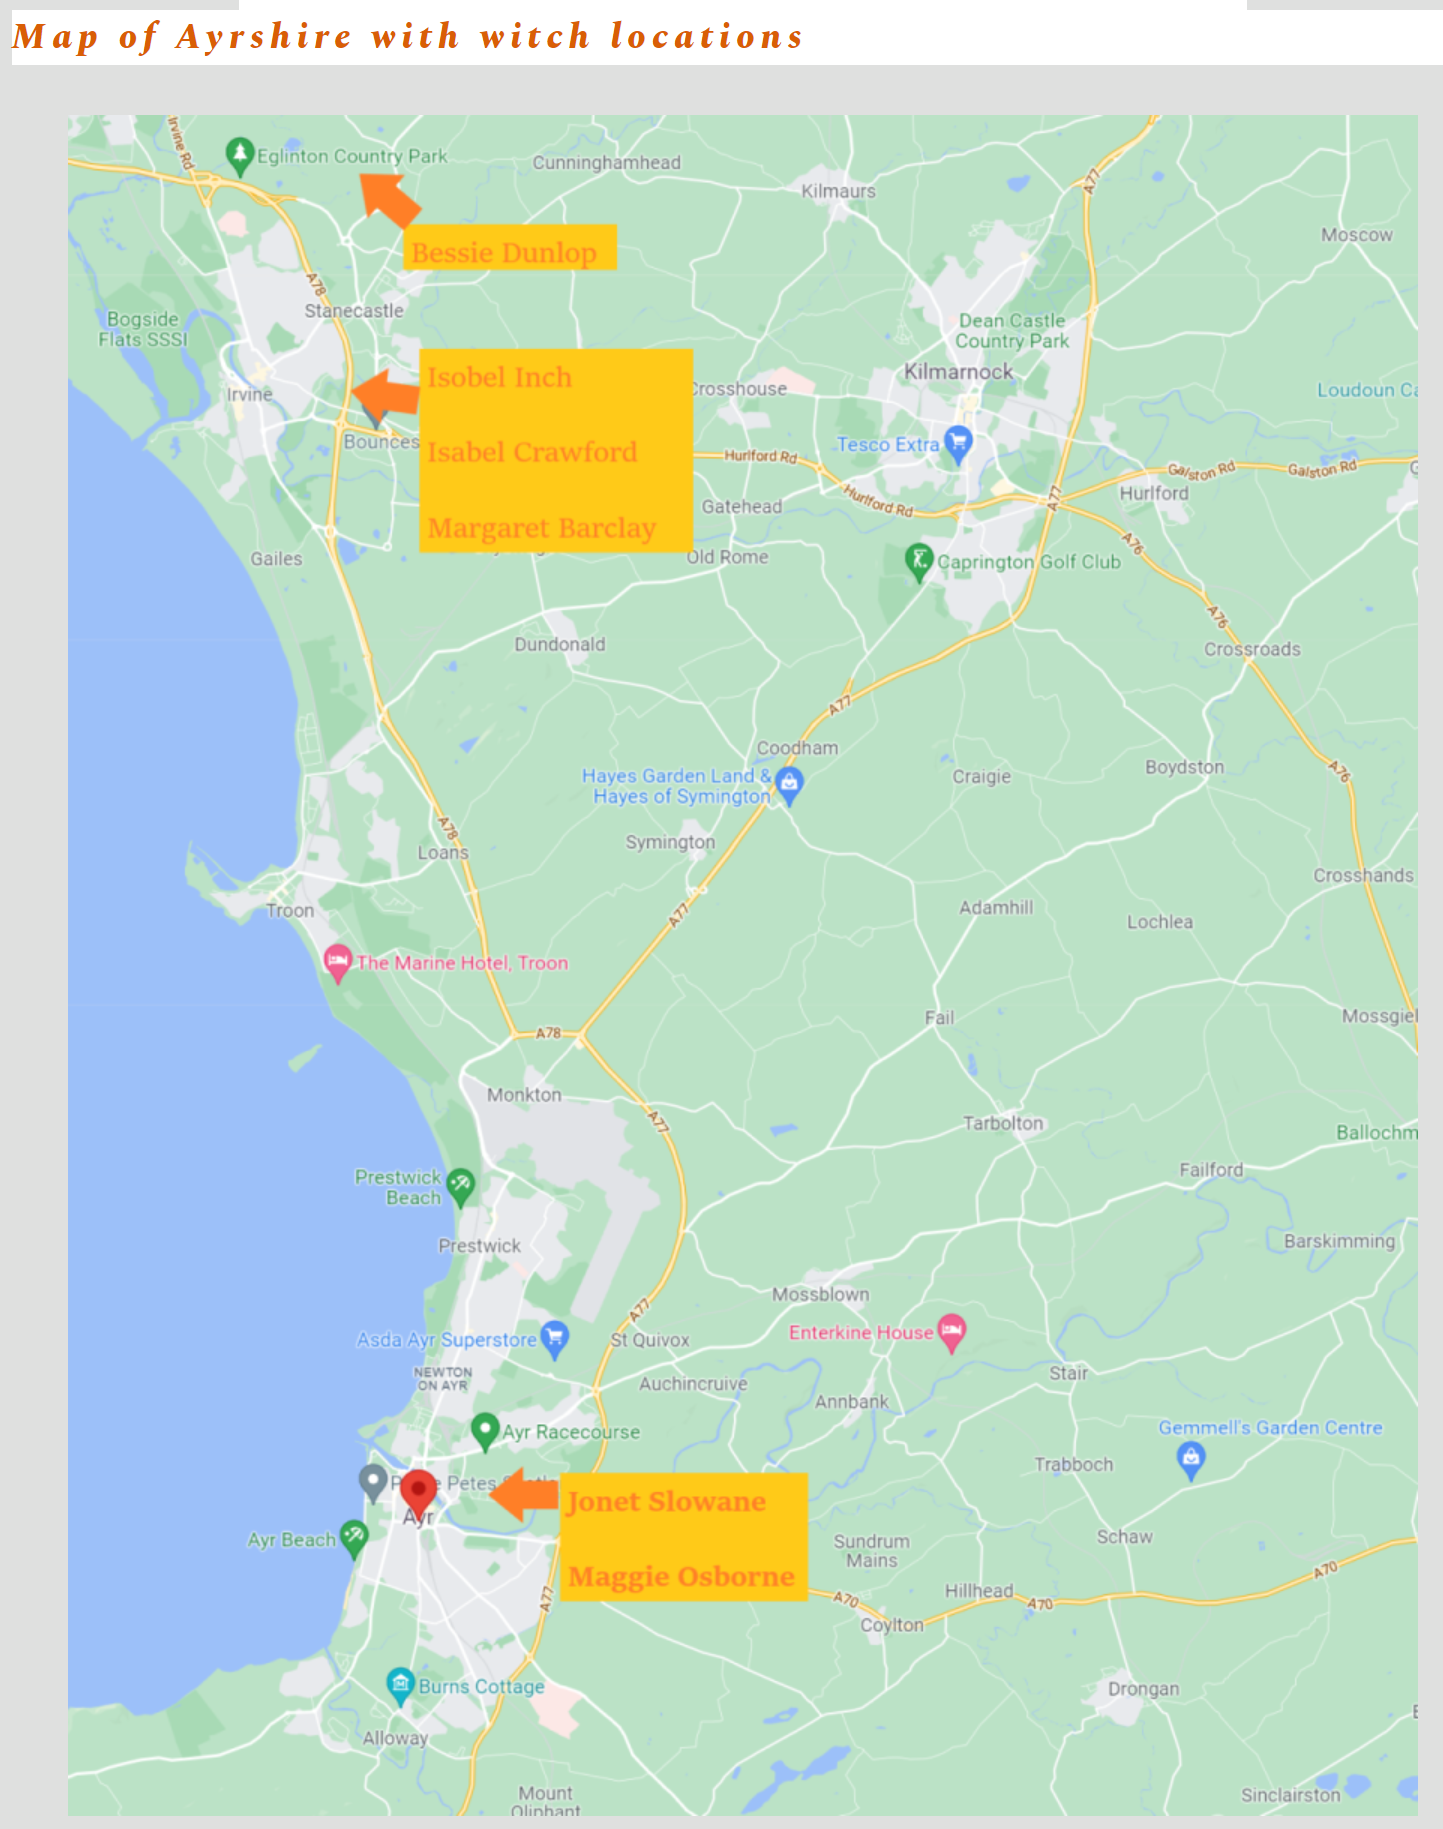 Map of Ayrshire with witch locations
Irvine Rd
Eglinton Country Park
Cunninghamhead
Kilmaurs
A77
Moscow
Bessie Dunlop
A78
Stanecastle
Bogside
Flats SSSI
Dean Castle
Country Park
Kilmarnock
Isobel Inch
Crosshouse
Loudoun Ca
Irvine
Bounces
Tesco Extra
Isabel Crawford
Hurlford Rd
Galston Rd
Galston Rd
Hurlford Rd
A77
Hurlford
Gatehead
Margaret Barclay
A76
Gailes
Old Rome
Caprington Golf Club
A76
Dundonald
Crossroads
A77
Coodham
Hayes Garden Land &
Hayes of Symington
Craigie
Boydston
A76
A78
Symington
Loans
Crosshands
Troon
A77
Adamhill
Lochlea
The Marine Hotel, Troon
Fail
Mossgiel
A78
Monkton
A77
Tarbolton
Ballochm
Failford
Prestwick
Beach
Prestwick
Barskimming
Mossblown
A77
Asda Ayr Superstore
St Quivox
Enterkine House
NEWTON
ON AYR
Auchincruive
Stair
Annbank
Ayr Racecourse
Gemmell's Garden Centre
Trabboch
Jonet Slowane
Ayr
Ayr Beach
Sundrum
Mains
Schaw
Maggie Osborne
A77
A70
Hillhead
A70
A70
Coylton
Burns Cottage
Drongan
Alloway
Mount
Oliphant
Sinclairston